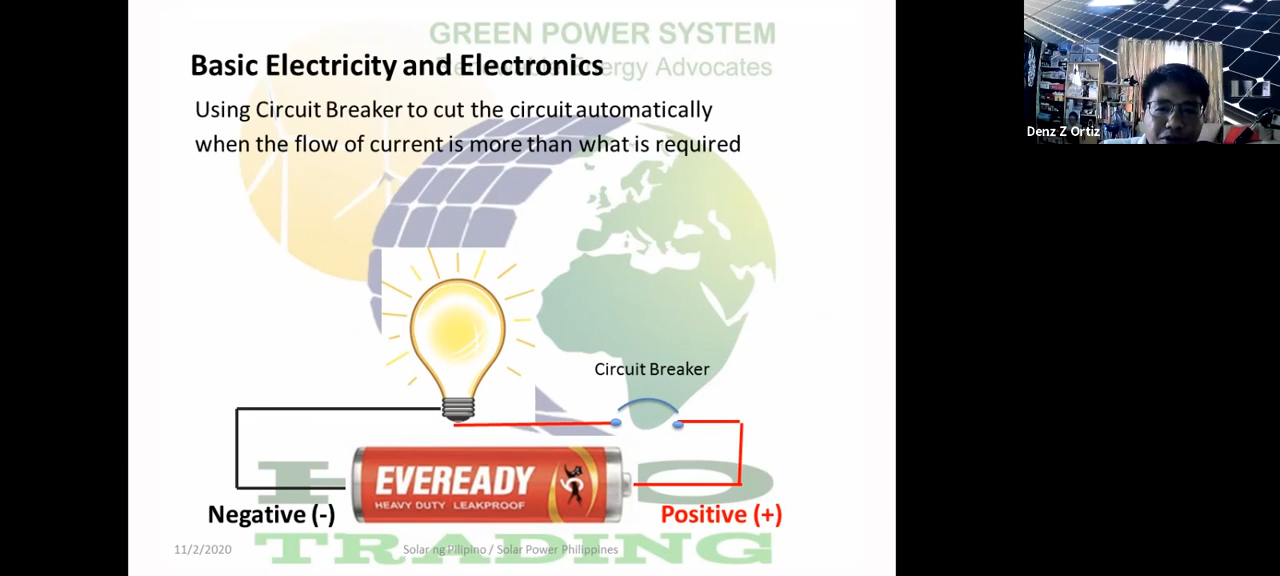 GREEN POWER SYSTEM
Basic Electricity and Electronics
ergy Advocates
Using Circuit Breaker to cut the circuit automatically
when the flow of current is more than what is required
Denz Z Ortiz
Circuit Breaker
EVEREADY
HEAVY DUTY LEAKPROOF
Negative (-)
Positive (+)
11/2/2020
Solar ng Pilipino / Solar Power Philippines
TRADING